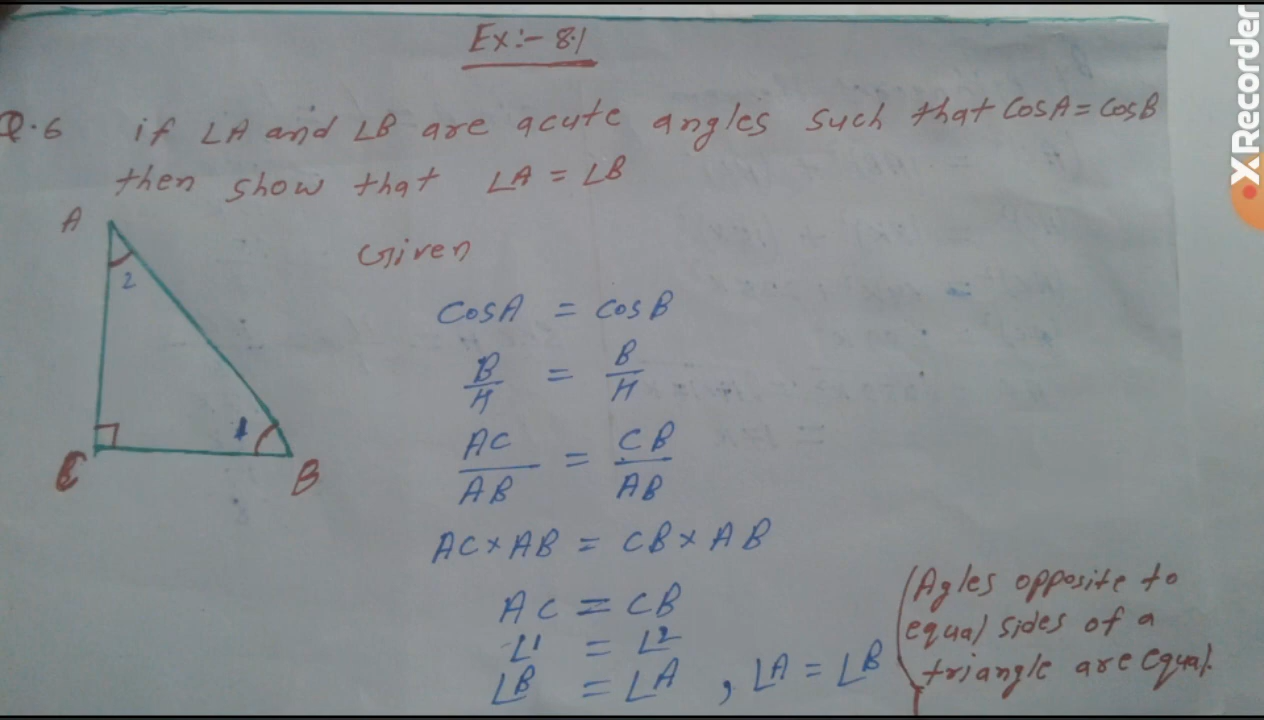 Ex:- 8.1
Q.6 if ∠A and ∠B are acute angles such that CosA = CosB
then show that ∠A = ∠B
A
2
1
C
B
Given
CosA = CosB
B/H = B/H
AC/AB = CB/AB
AC×AB = CB×AB
AC = CB
∠1 = ∠2
∠B = ∠A , ∠A = ∠B
(Agles opposite to
equal sides of a
triangle are equal.
XRecorder